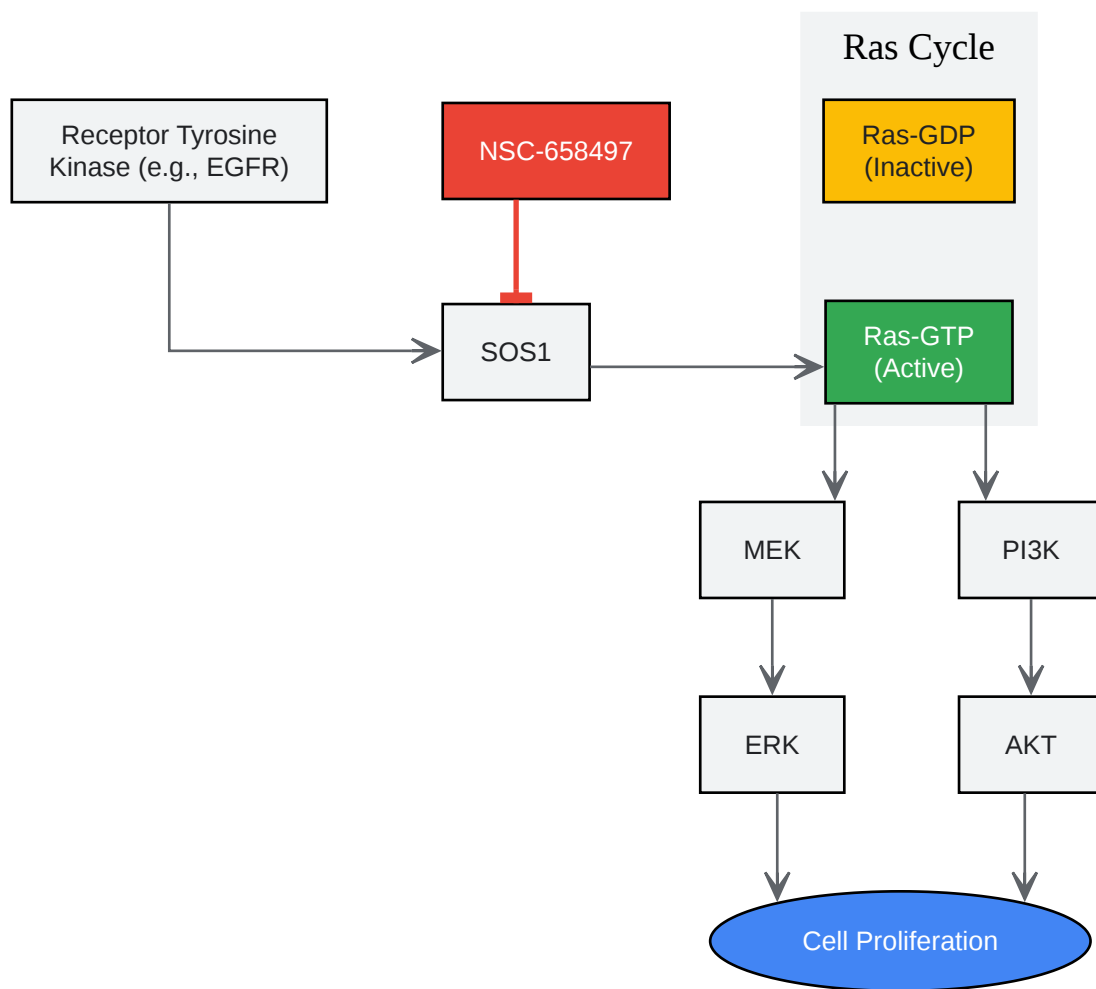 Ras Cycle
Receptor Tyrosine
Kinase (e.g., EGFR)
NSC-658497
Ras-GDP
(Inactive)
SOS1
Ras-GTP
(Active)
MEK
PI3K
ERK
AKT
Cell Proliferation